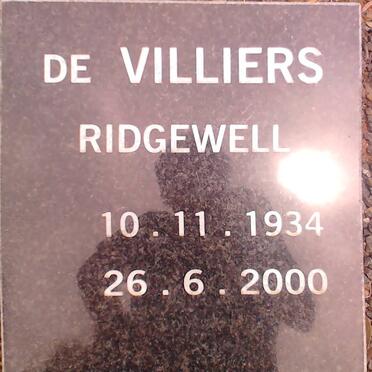 DE VILLIERS
RIDGEWELL
10 . 11 . 1934
26 . 6 . 2000